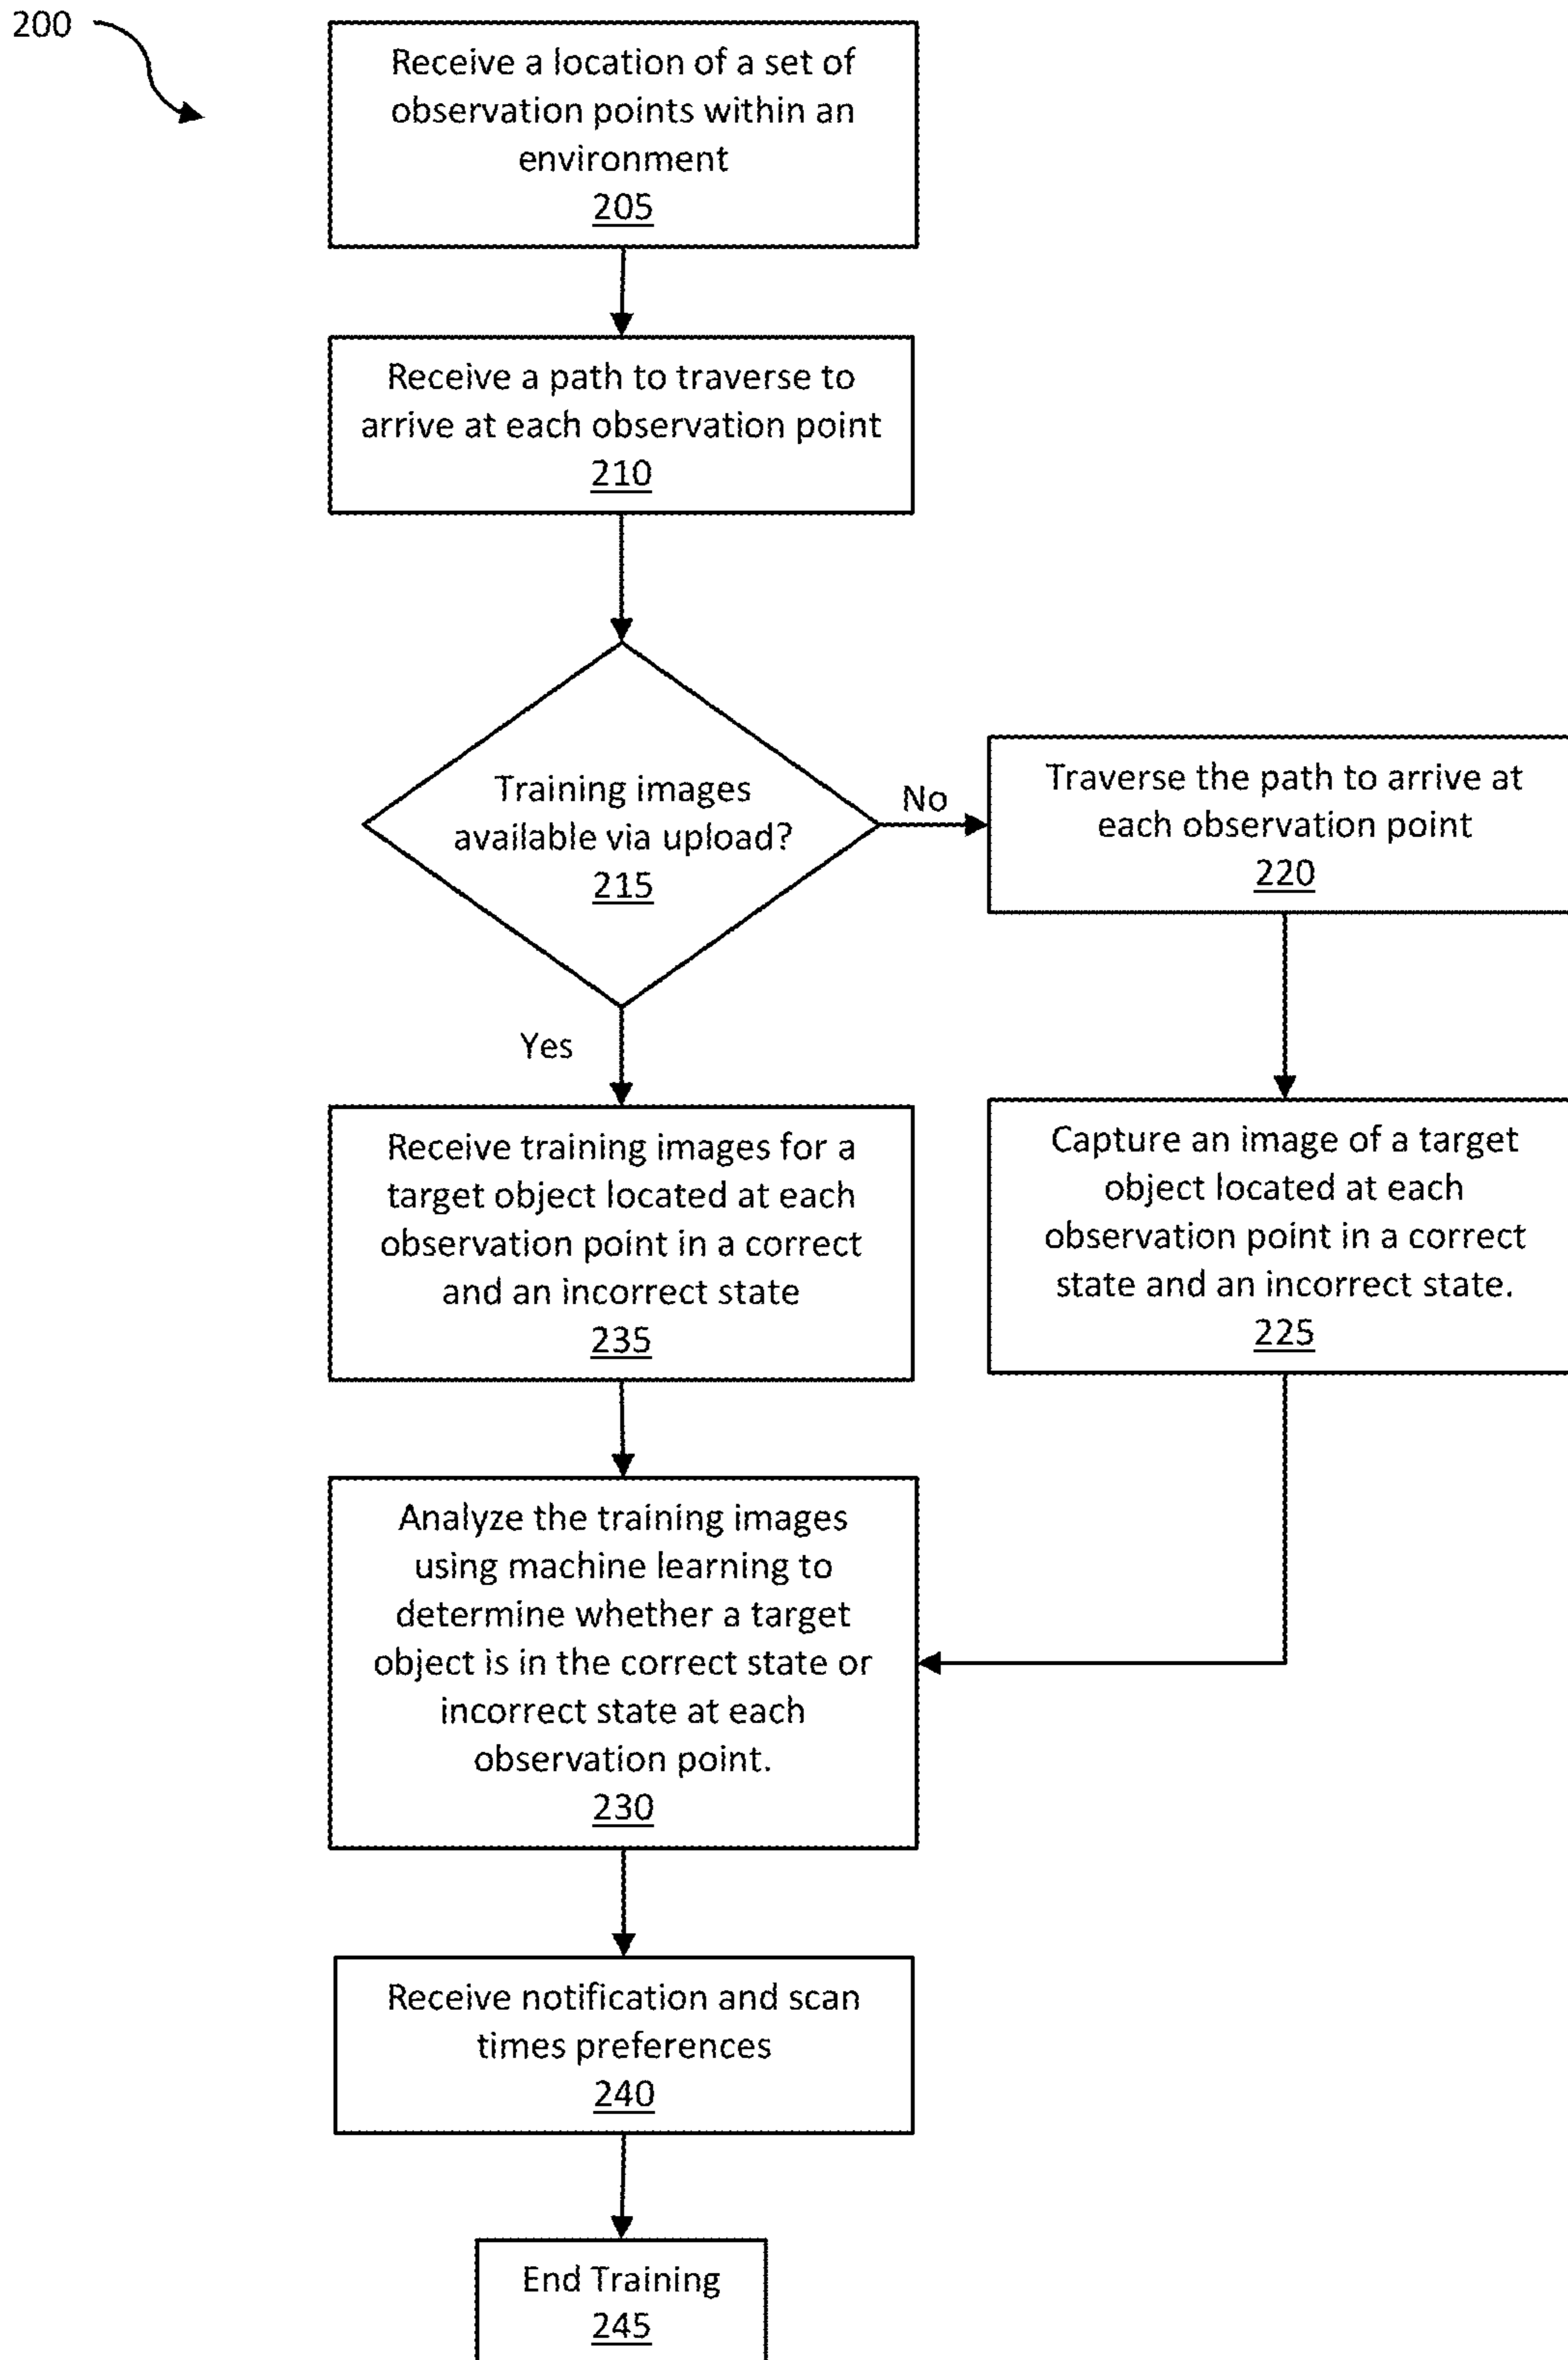 200
Receive a location of a set of
observation points within an
environment
205
Receive a path to traverse to
arrive at each observation point
210
Training images
available via upload?
215
No
Traverse the path to arrive at
each observation point
220
Yes
Receive training images for a
target object located at each
observation point in a correct
and an incorrect state
235
Capture an image of a target
object located at each
observation point in a correct
state and an incorrect state.
225
Analyze the training images
using machine learning to
determine whether a target
object is in the correct state or
incorrect state at each
observation point.
230
Receive notification and scan
times preferences
240
End Training
245